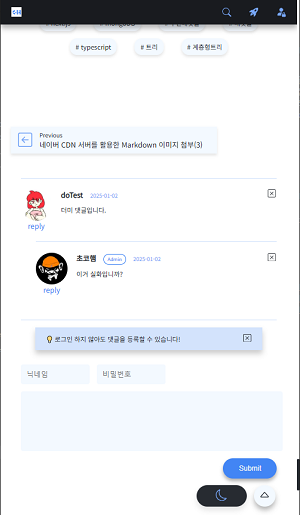 # typescript # 트리 # 계층형트리
Previous
네이버 CDN 서버를 활용한 Markdown 이미지 첨부(3)
doTest 2025-01-02
더미 댓글입니다.
reply
초코햄 Admin 2025-01-02
이거 실화입니까?
reply
로그인 하지 않아도 댓글을 등록할 수 있습니다!
닉네임 비밀번호
Submit